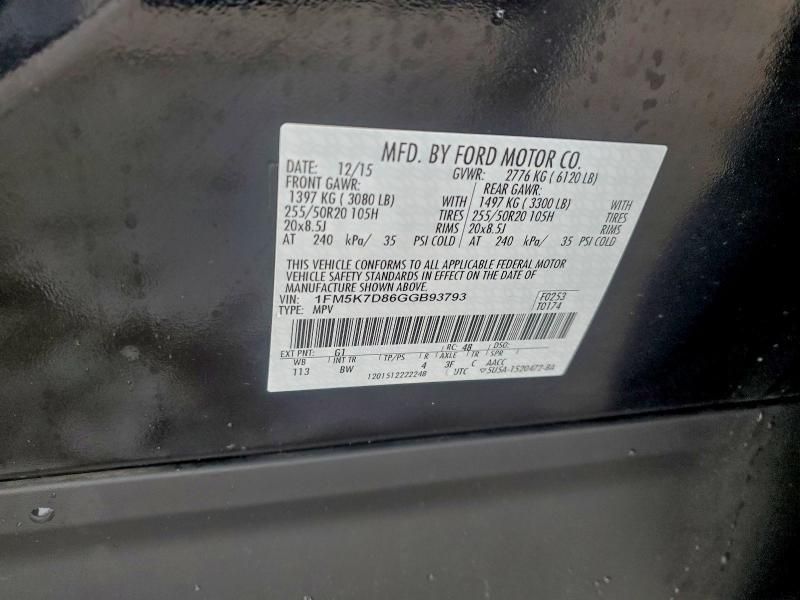 MFD. BY FORD MOTOR CO.
DATE: 12/15 GVWR: 2776 KG ( 6120 LB)
FRONT GAWR: REAR GAWR:
1397 KG ( 3080 LB) WITH 1497 KG ( 3300 LB) WITH
255/50R20 105H TIRES 255/50R20 105H TIRES
20x8.5J RIMS 20x8.5J RIMS
AT 240 kPa/ 35 PSI COLD AT 240 kPa/ 35 PSI COLD
THIS VEHICLE CONFORMS TO ALL APPLICABLE FEDERAL MOTOR
VEHICLE SAFETY STANDARDS IN EFFECT ON THE DATE OF
MANUFACTURE SHOWN ABOVE.
VIN: 1FM5K7D86GGB93793 F0253
TYPE: MPV T0174
EXT PNT: G1 RC: 48 DSO:
WB INT TR TP/PS R AXLE TR SPR
113 BW 4 3F C AACC
1201512222248 UTC 5U5A-1520472-BA